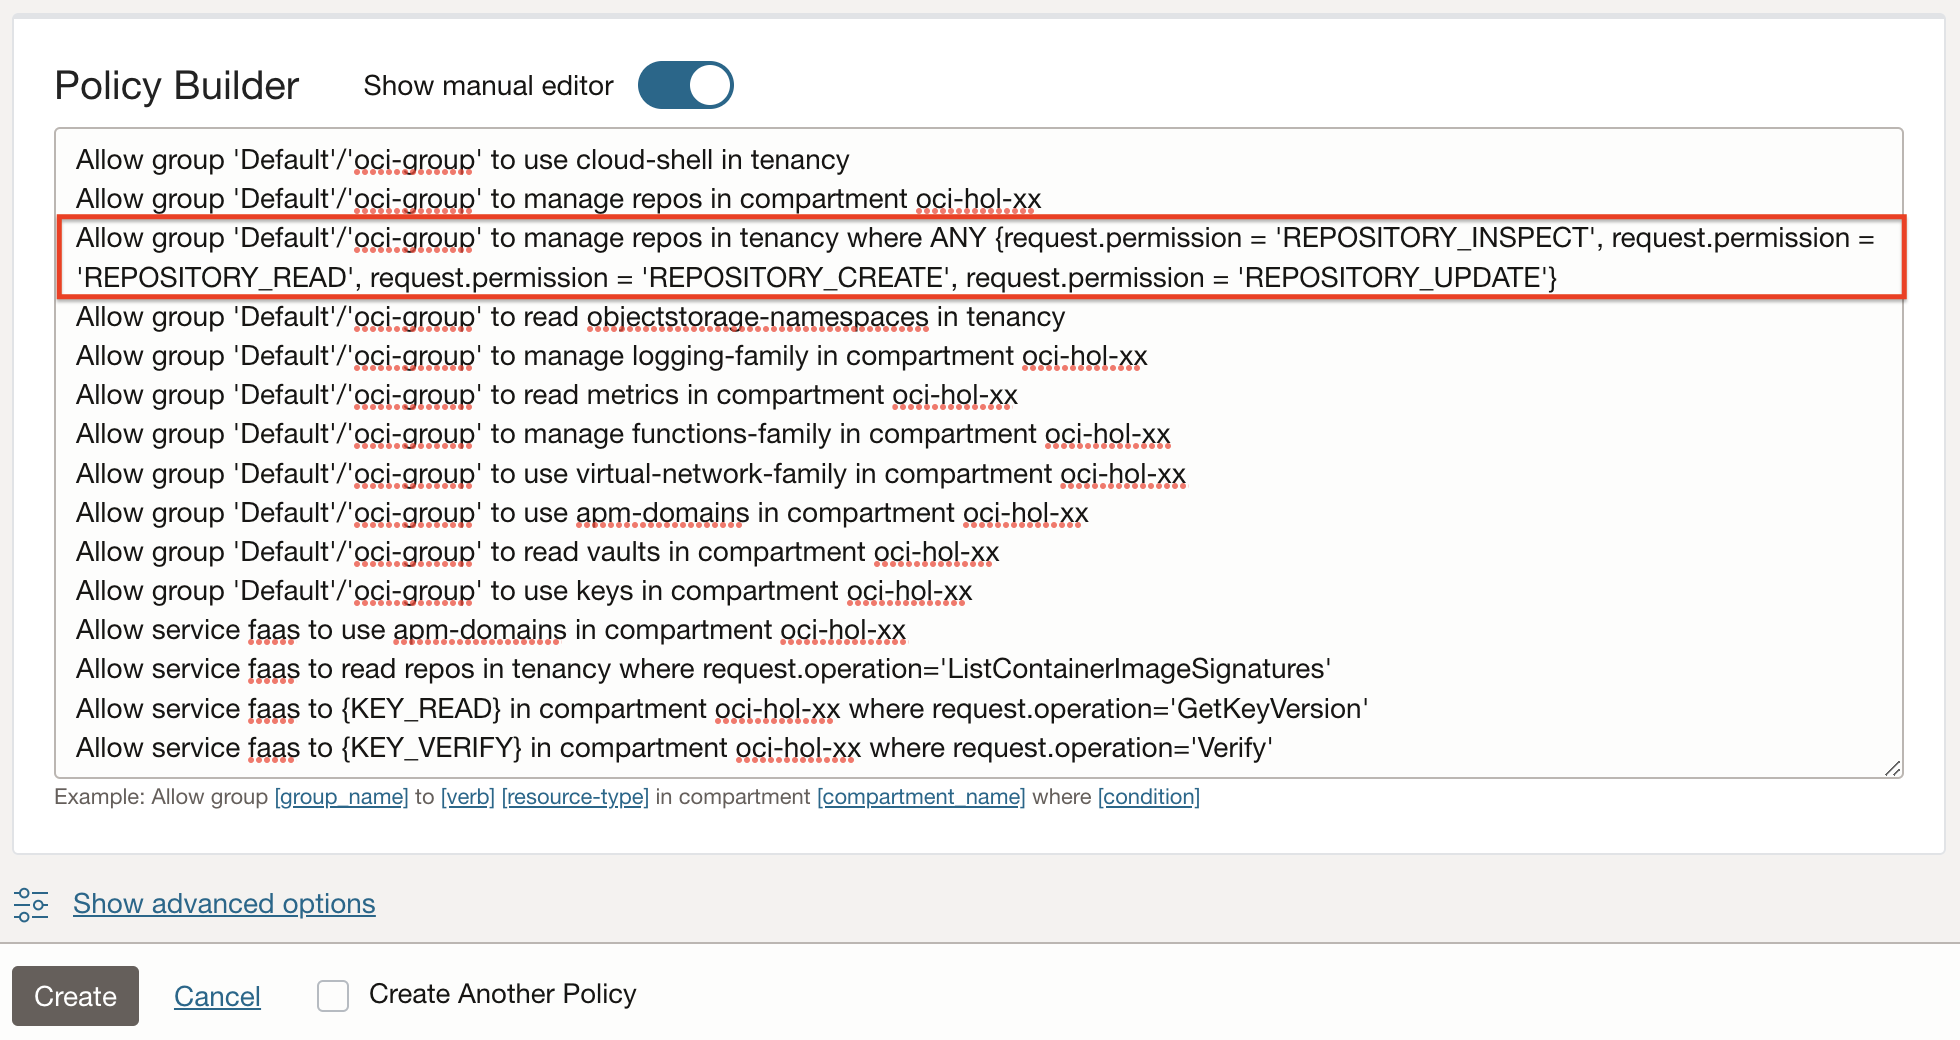 Policy Builder
Show manual editor
Allow group 'Default'/'oci-group' to use cloud-shell in tenancy
Allow group 'Default'/'oci-group' to manage repos in compartment oci-hol-xx
Allow group 'Default'/'oci-group' to manage repos in tenancy where ANY {request.permission = 'REPOSITORY_INSPECT', request.permission =
'REPOSITORY_READ', request.permission = 'REPOSITORY_CREATE', request.permission = 'REPOSITORY_UPDATE'}
Allow group 'Default'/'oci-group' to read objectstorage-namespaces in tenancy
Allow group 'Default'/'oci-group' to manage logging-family in compartment oci-hol-xx
Allow group 'Default'/'oci-group' to read metrics in compartment oci-hol-xx
Allow group 'Default'/'oci-group' to manage functions-family in compartment oci-hol-xx
Allow group 'Default'/'oci-group' to use virtual-network-family in compartment oci-hol-xx
Allow group 'Default'/'oci-group' to use apm-domains in compartment oci-hol-xx
Allow group 'Default'/'oci-group' to read vaults in compartment oci-hol-xx
Allow group 'Default'/'oci-group' to use keys in compartment oci-hol-xx
Allow service faas to use apm-domains in compartment oci-hol-xx
Allow service faas to read repos in tenancy where request.operation='ListContainerImageSignatures'
Allow service faas to {KEY_READ} in compartment oci-hol-xx where request.operation='GetKeyVersion'
Allow service faas to {KEY_VERIFY} in compartment oci-hol-xx where request.operation='Verify'
Example: Allow group [group_name] to [verb] [resource-type] in compartment [compartment_name] where [condition]
Show advanced options
Create
Cancel
Create Another Policy